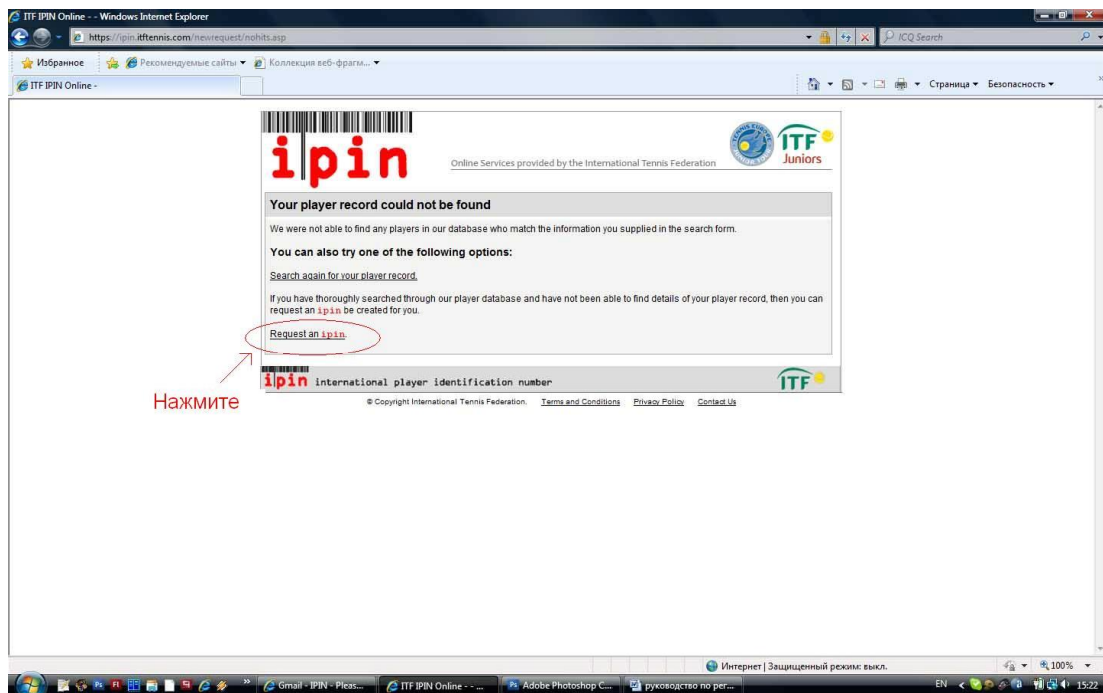 ITF IPIN Online - - Windows Internet Explorer
https://ipin.itftennis.com/newrequest/nohits.asp
ICQ Search
Избранное
Рекомендуемые сайты
Коллекция веб-фрагм...
ITF IPIN Online -
Страница
Безопасность
ipin
Online Services provided by the International Tennis Federation
TENNIS EUROPE
ITF
Juniors
Your player record could not be found
We were not able to find any players in our database who match the information you supplied in the search form.
You can also try one of the following options:
Search again for your player record.
If you have thoroughly searched through our player database and have not been able to find details of your player record, then you can
request an ipin be created for you.
Request an ipin.
Нажмите
ipin international player identification number
ITF
© Copyright International Tennis Federation. Terms and Conditions Privacy Policy Contact Us
Интернет | Защищенный режим: выкл.
100%
Gmail - IPIN - Pleas...
ITF IPIN Online - - ...
Adobe Photoshop C...
руководство по рег...
EN
15:22